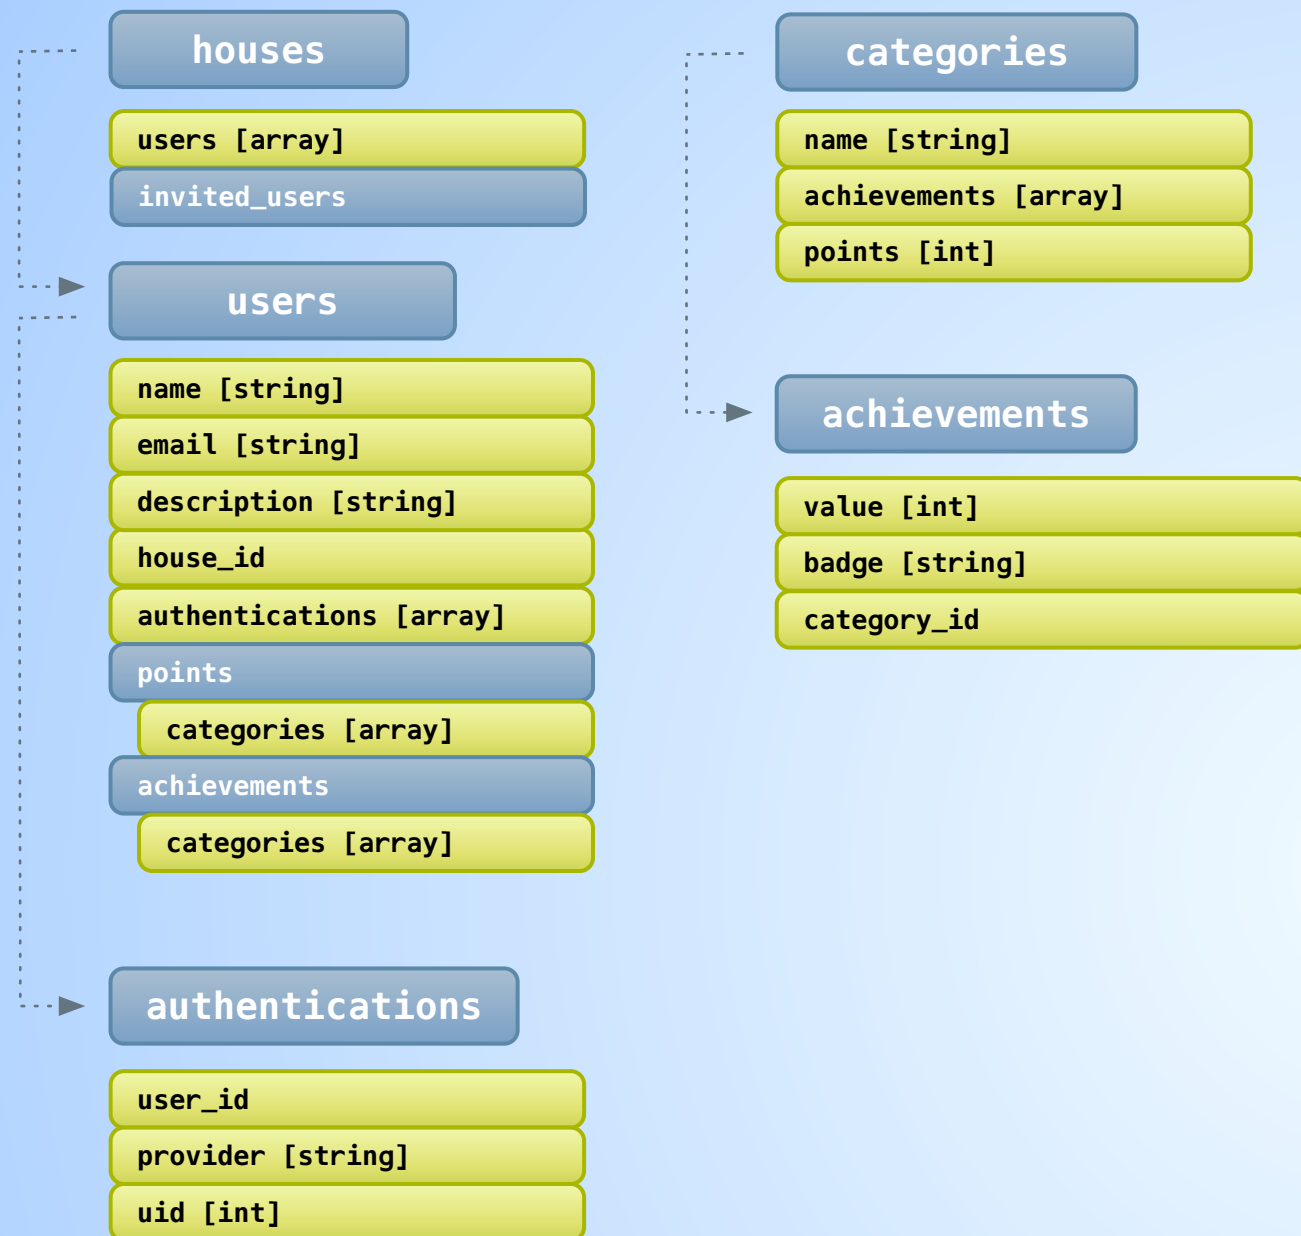 houses
users [array]
invited_users
users
name [string]
email [string]
description [string]
house_id
authentications [array]
points
categories [array]
achievements
categories [array]
authentications
user_id
provider [string]
uid [int]
categories
name [string]
achievements [array]
points [int]
achievements
value [int]
badge [string]
category_id